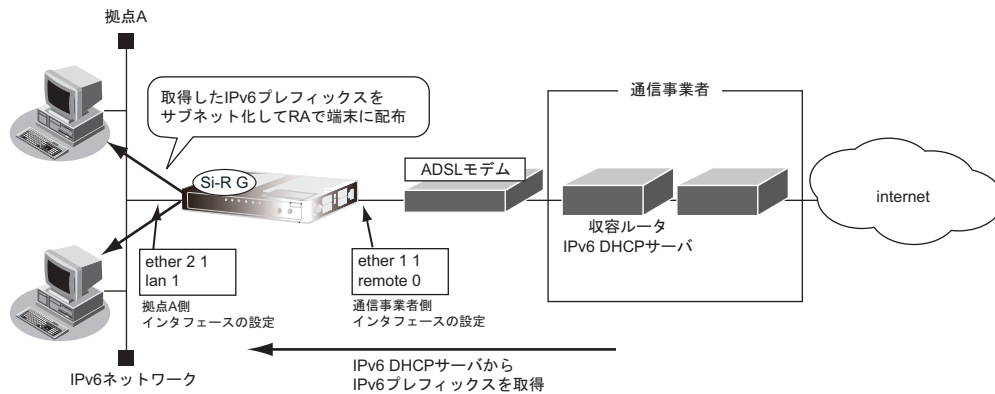 拠点A
取得したIPv6プレフィックスを
サブネット化してRAで端末に配布
Si-R G
ADSLモデム
通信事業者
収容ルータ
IPv6 DHCPサーバ
internet
ether 2 1
lan 1
拠点A側
インタフェースの設定
ether 1 1
remote 0
通信事業者側
インタフェースの設定
IPv6ネットワーク
IPv6 DHCPサーバから
IPv6プレフィックスを取得